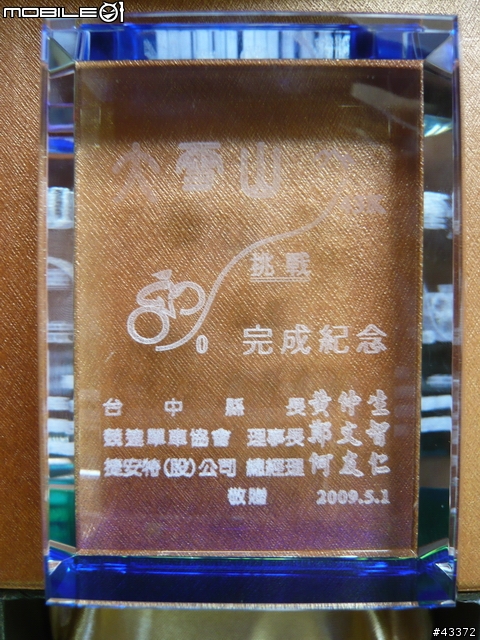 MOBILE01
火雪山
挑戰
0 完成紀念
台中縣 長黃仲生
競速單車協會 理事長郭文智
捷安特(股)公司 總經理何友仁
敬贈 2009.5.1
#43372